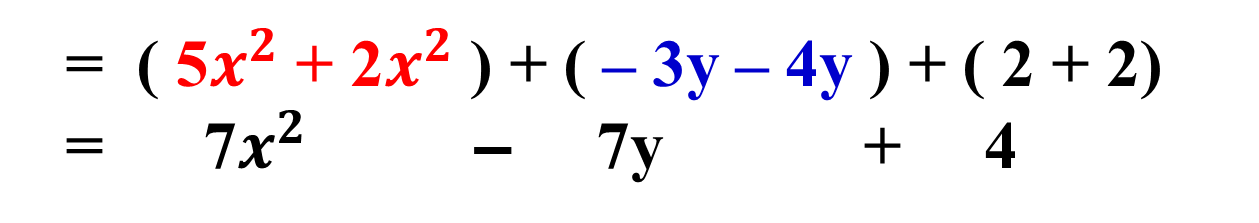 = ( 5x² + 2x² ) + ( – 3y – 4y ) + ( 2 + 2)
= 7x² – 7y + 4